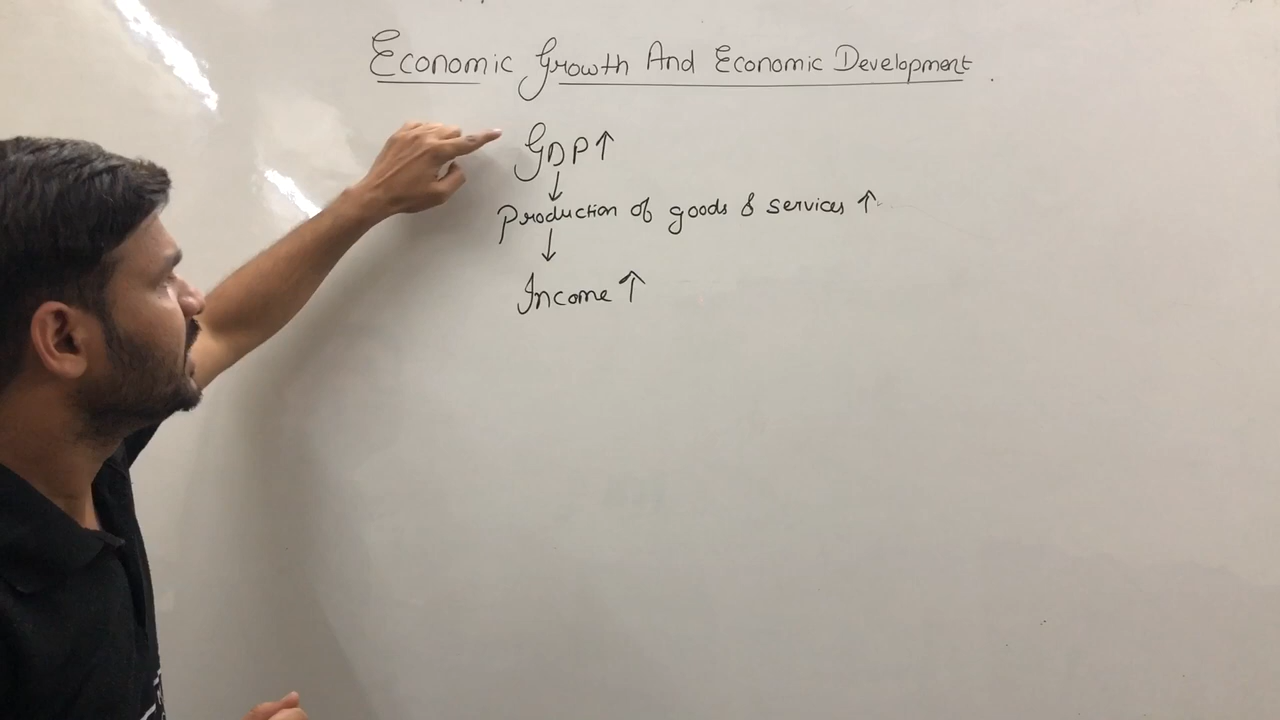 Economic Growth And Economic Development.
GDP↑
↓
Production of goods & services ↑
↓
Income ↑